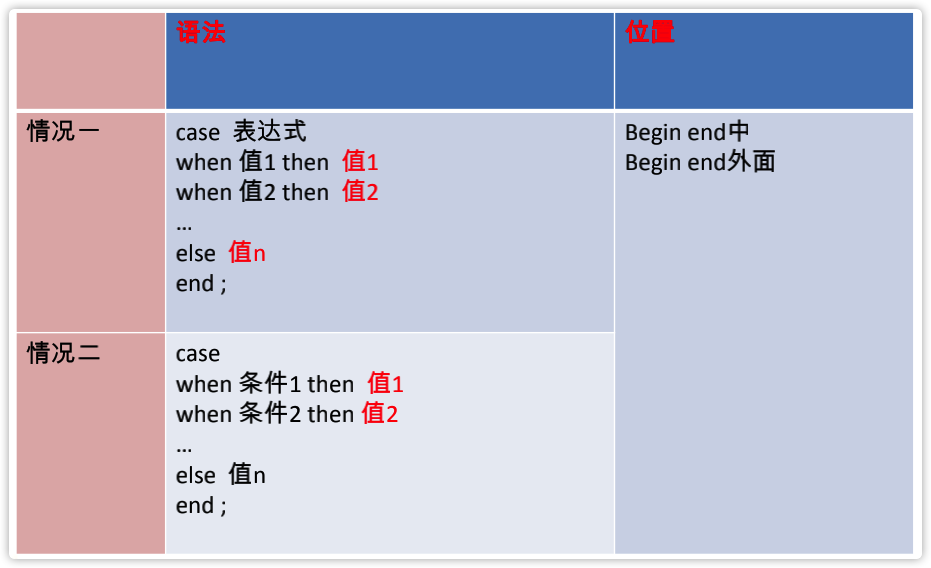 语法
位置
情况一
case 表达式
when 值1 then 值1
when 值2 then 值2
...
else 值n
end ;
Begin end中
Begin end外面
情况二
case
when 条件1 then 值1
when 条件2 then 值2
...
else 值n
end ;